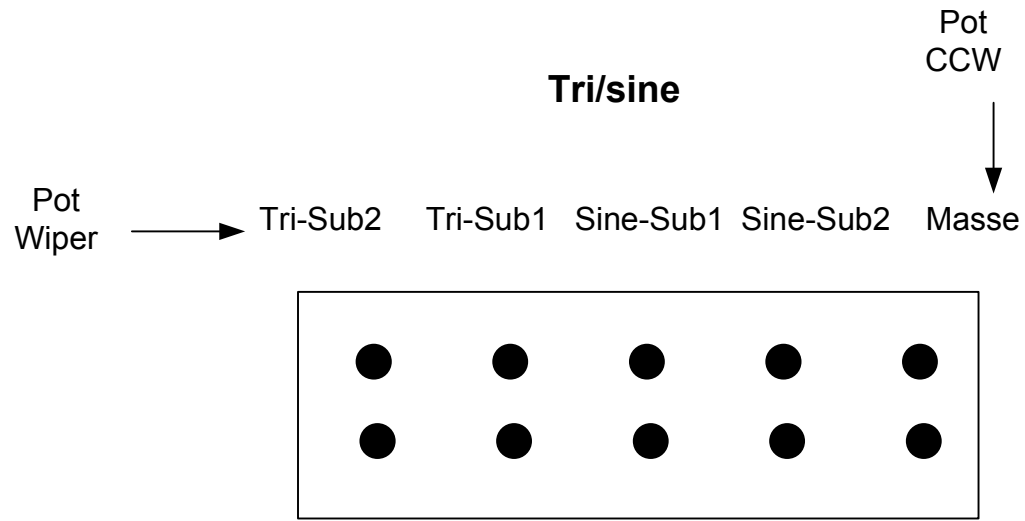 Pot
CCW
Tri/sine
Pot
Wiper
Tri-Sub2 Tri-Sub1 Sine-Sub1 Sine-Sub2 Masse